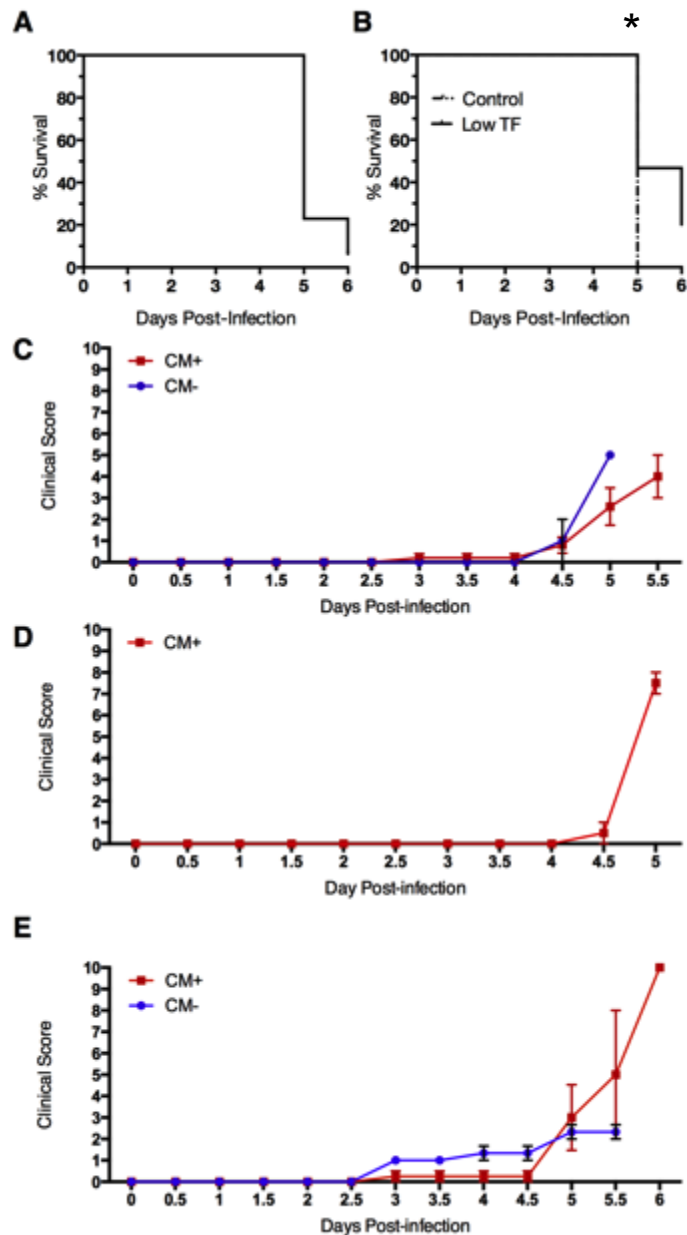 A
100
80
60
40
20
0
% Survival
0 1 2 3 4 5 6
Days Post-Infection
B
*
100
80
60
40
20
0
% Survival
Control
Low TF
0 1 2 3 4 5 6
Days Post-Infection
C
10
9
8
7
6
5
4
3
2
1
0
Clinical Score
CM+
CM-
0 0.5 1 1.5 2 2.5 3 3.5 4 4.5 5 5.5
Days Post-infection
D
10
9
8
7
6
5
4
3
2
1
0
Clinical Score
CM+
0 0.5 1 1.5 2 2.5 3 3.5 4 4.5 5
Day Post-infection
E
10
9
8
7
6
5
4
3
2
1
0
Clinical Score
CM+
CM-
0 0.5 1 1.5 2 2.5 3 3.5 4 4.5 5 5.5 6
Days Post-infection